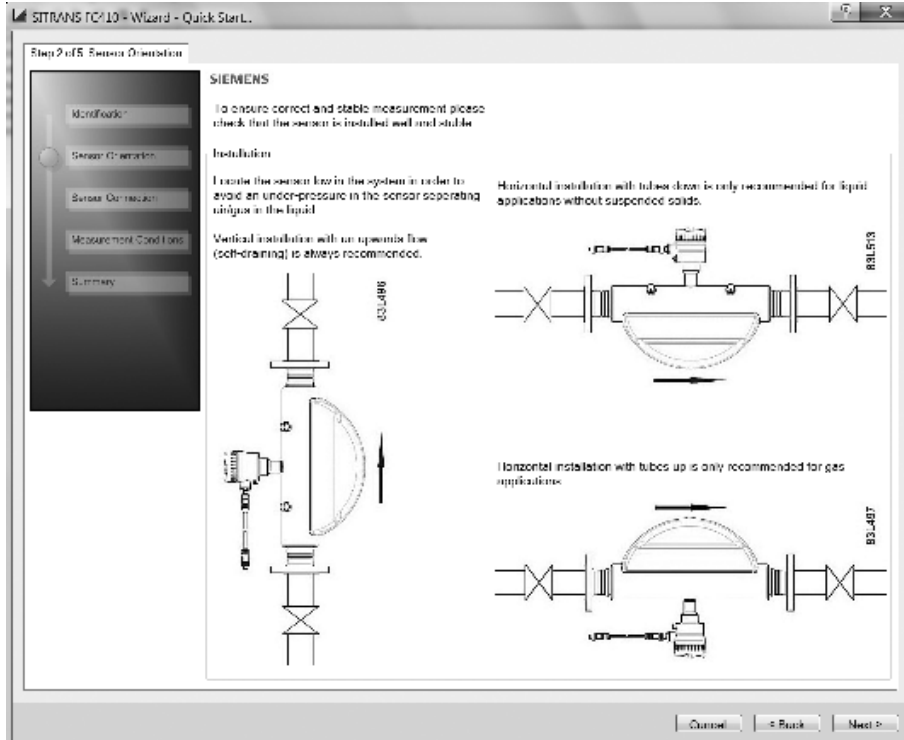 SITRANS FC410 - Wizard - Quick Start...
Step 2 of 5: Sensor Orientation
Identification
Sensor Orientation
Sensor Connection
Measurement Conditions
Summary
SIEMENS
To ensure correct and stable measurement please
check that the sensor is installed well and stable
Installation
Locate the sensor low in the system in order to
avoid an under-pressure in the sensor seperating
air/gas in the liquid
Vertical installation with an upwards flow
(self-draining) is always recommended.
83L496
Horizontal installation with tubes down is only recommended for liquid
applications without suspended solids.
83L513
Horizontal installation with tubes up is only recommended for gas
applications
83L497
Cancel
< Back
Next >